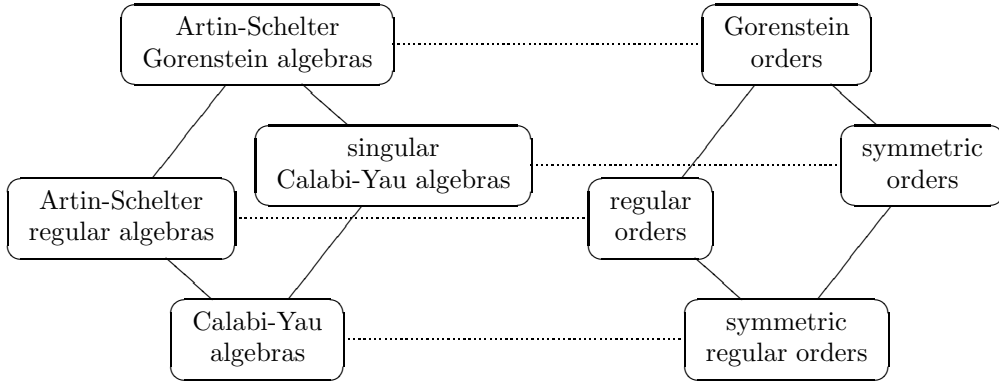 Artin-Schelter
Gorenstein algebras
Gorenstein
orders
singular
Calabi-Yau algebras
symmetric
orders
Artin-Schelter
regular algebras
regular
orders
Calabi-Yau
algebras
symmetric
regular orders